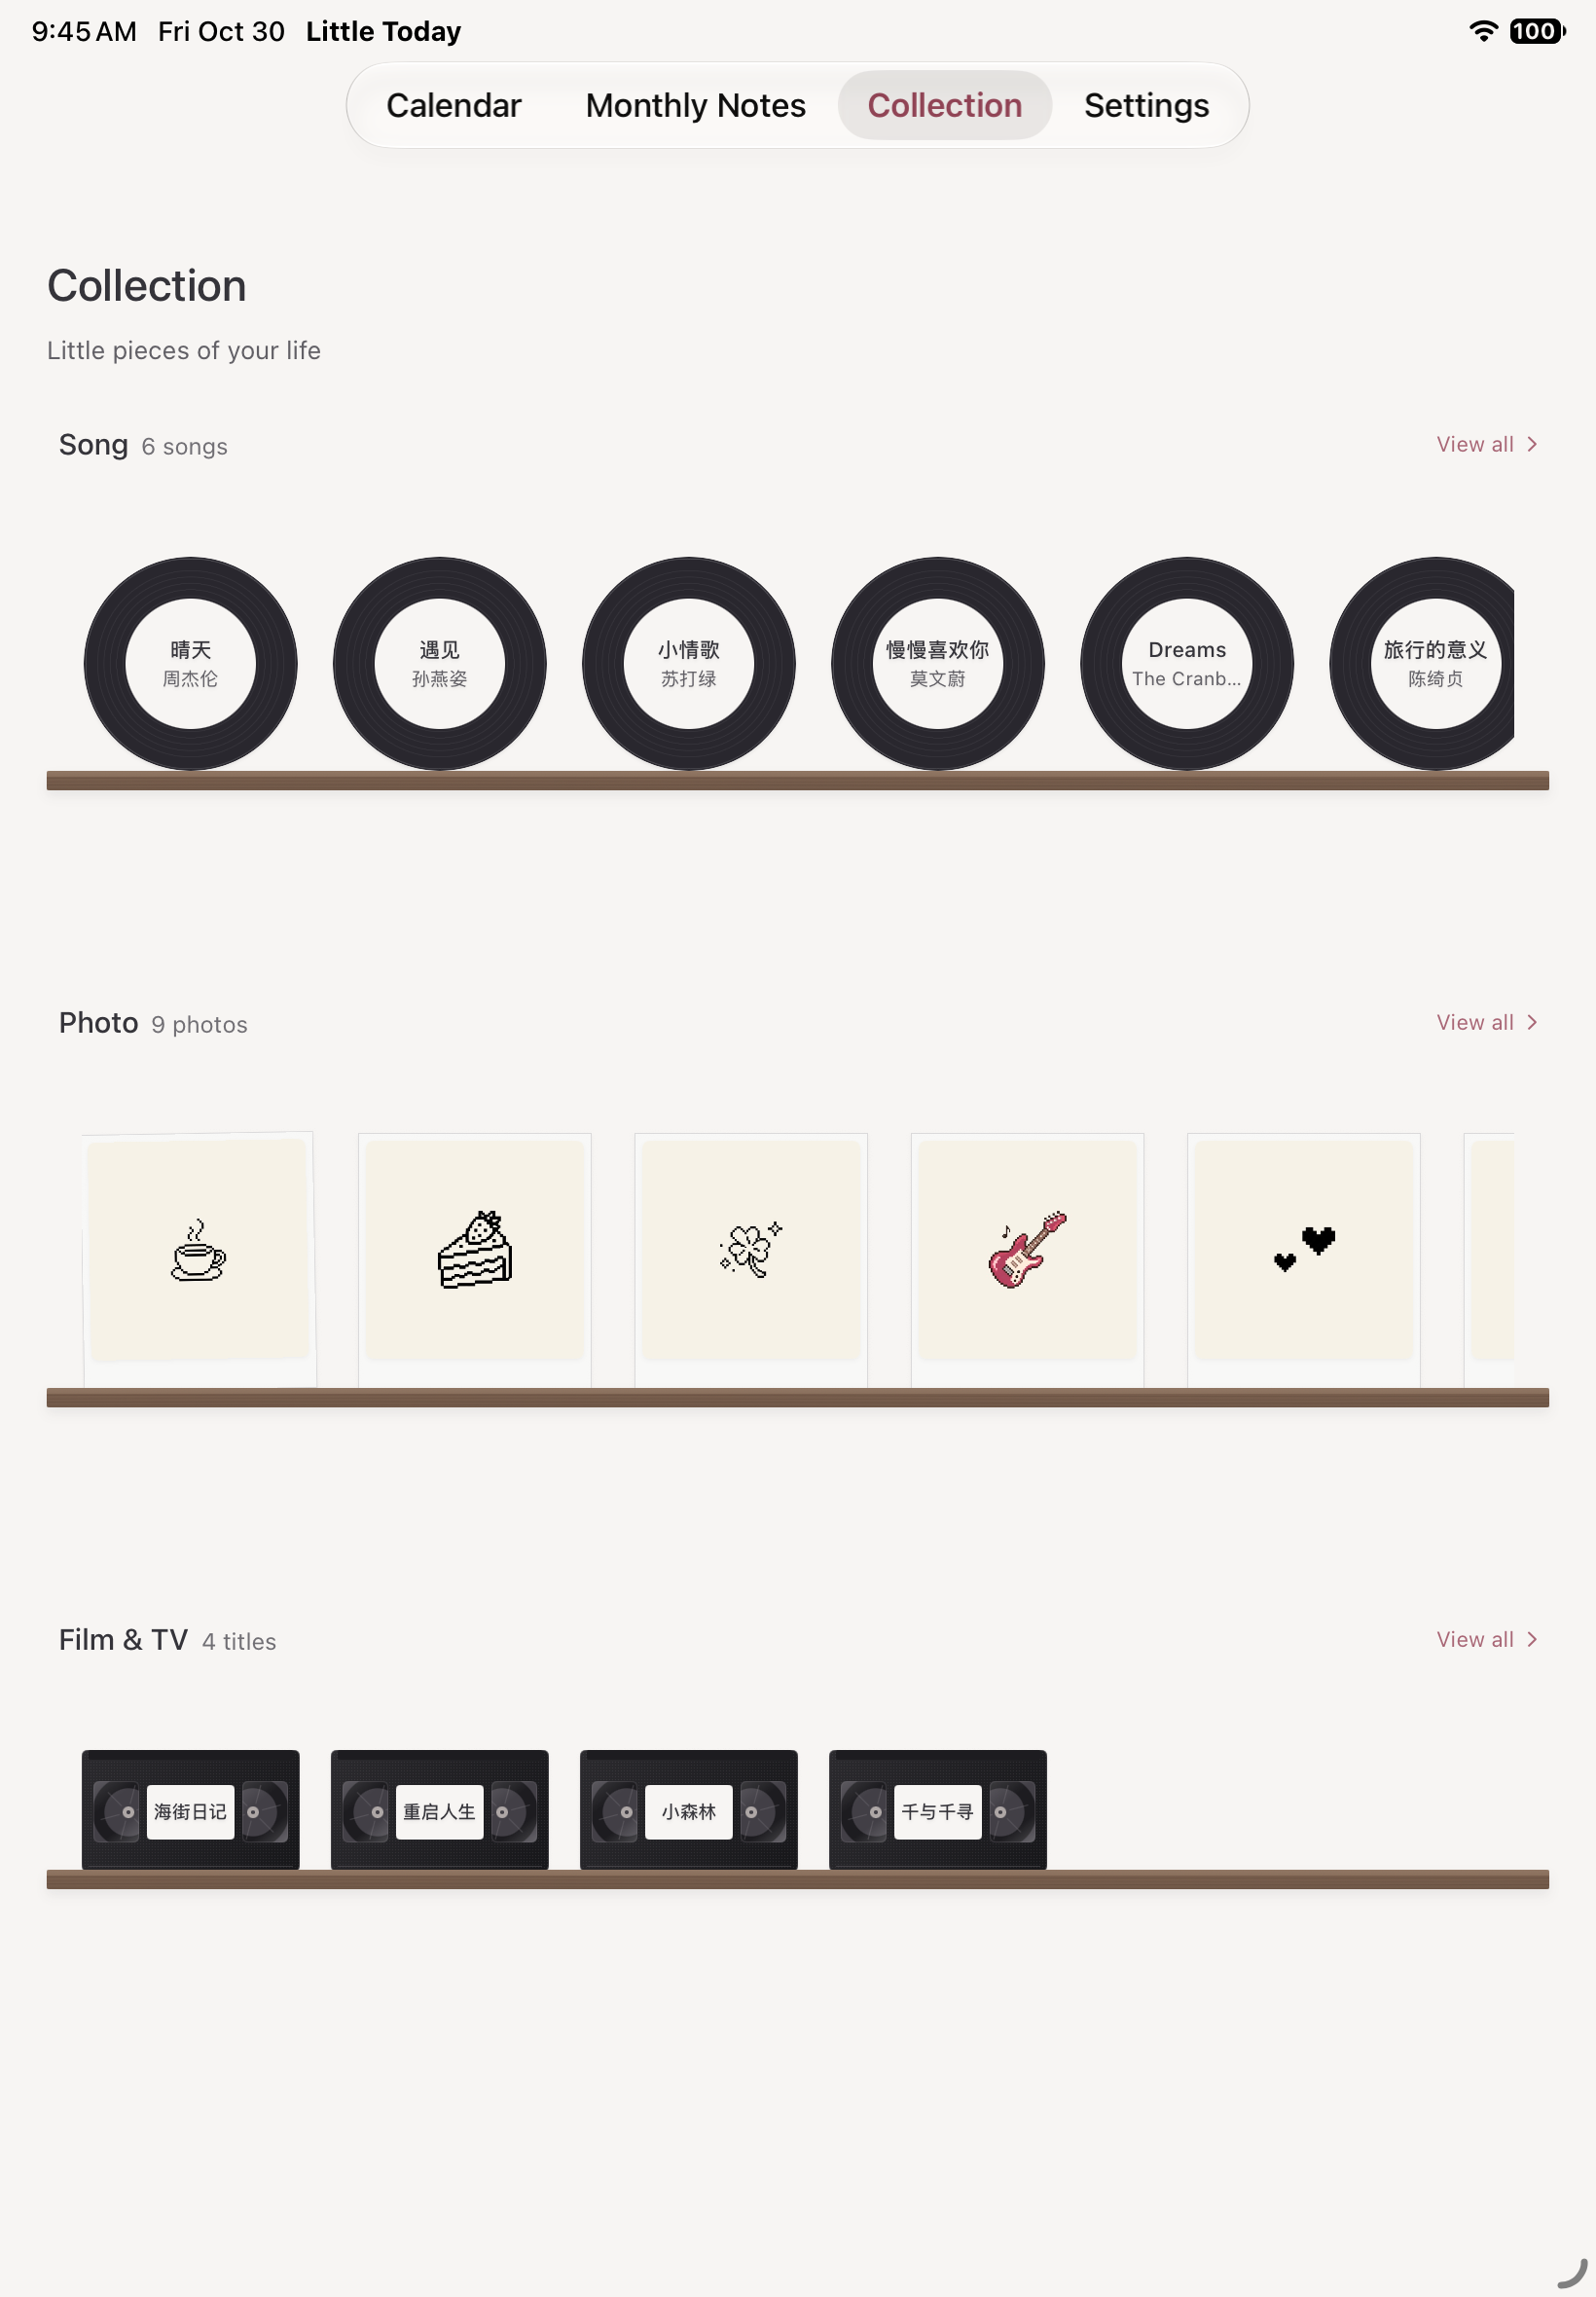 9:45 AM Fri Oct 30 Little Today
100
Calendar Monthly Notes Collection Settings
Collection
Little pieces of your life
Song 6 songs
View all
晴天
周杰伦
遇见
孙燕姿
小情歌
苏打绿
慢慢喜欢你
莫文蔚
Dreams
The Cranb...
旅行的意义
陈绮贞
Photo 9 photos
View all
Film & TV 4 titles
View all
海街日记
重启人生
小森林
千与千寻